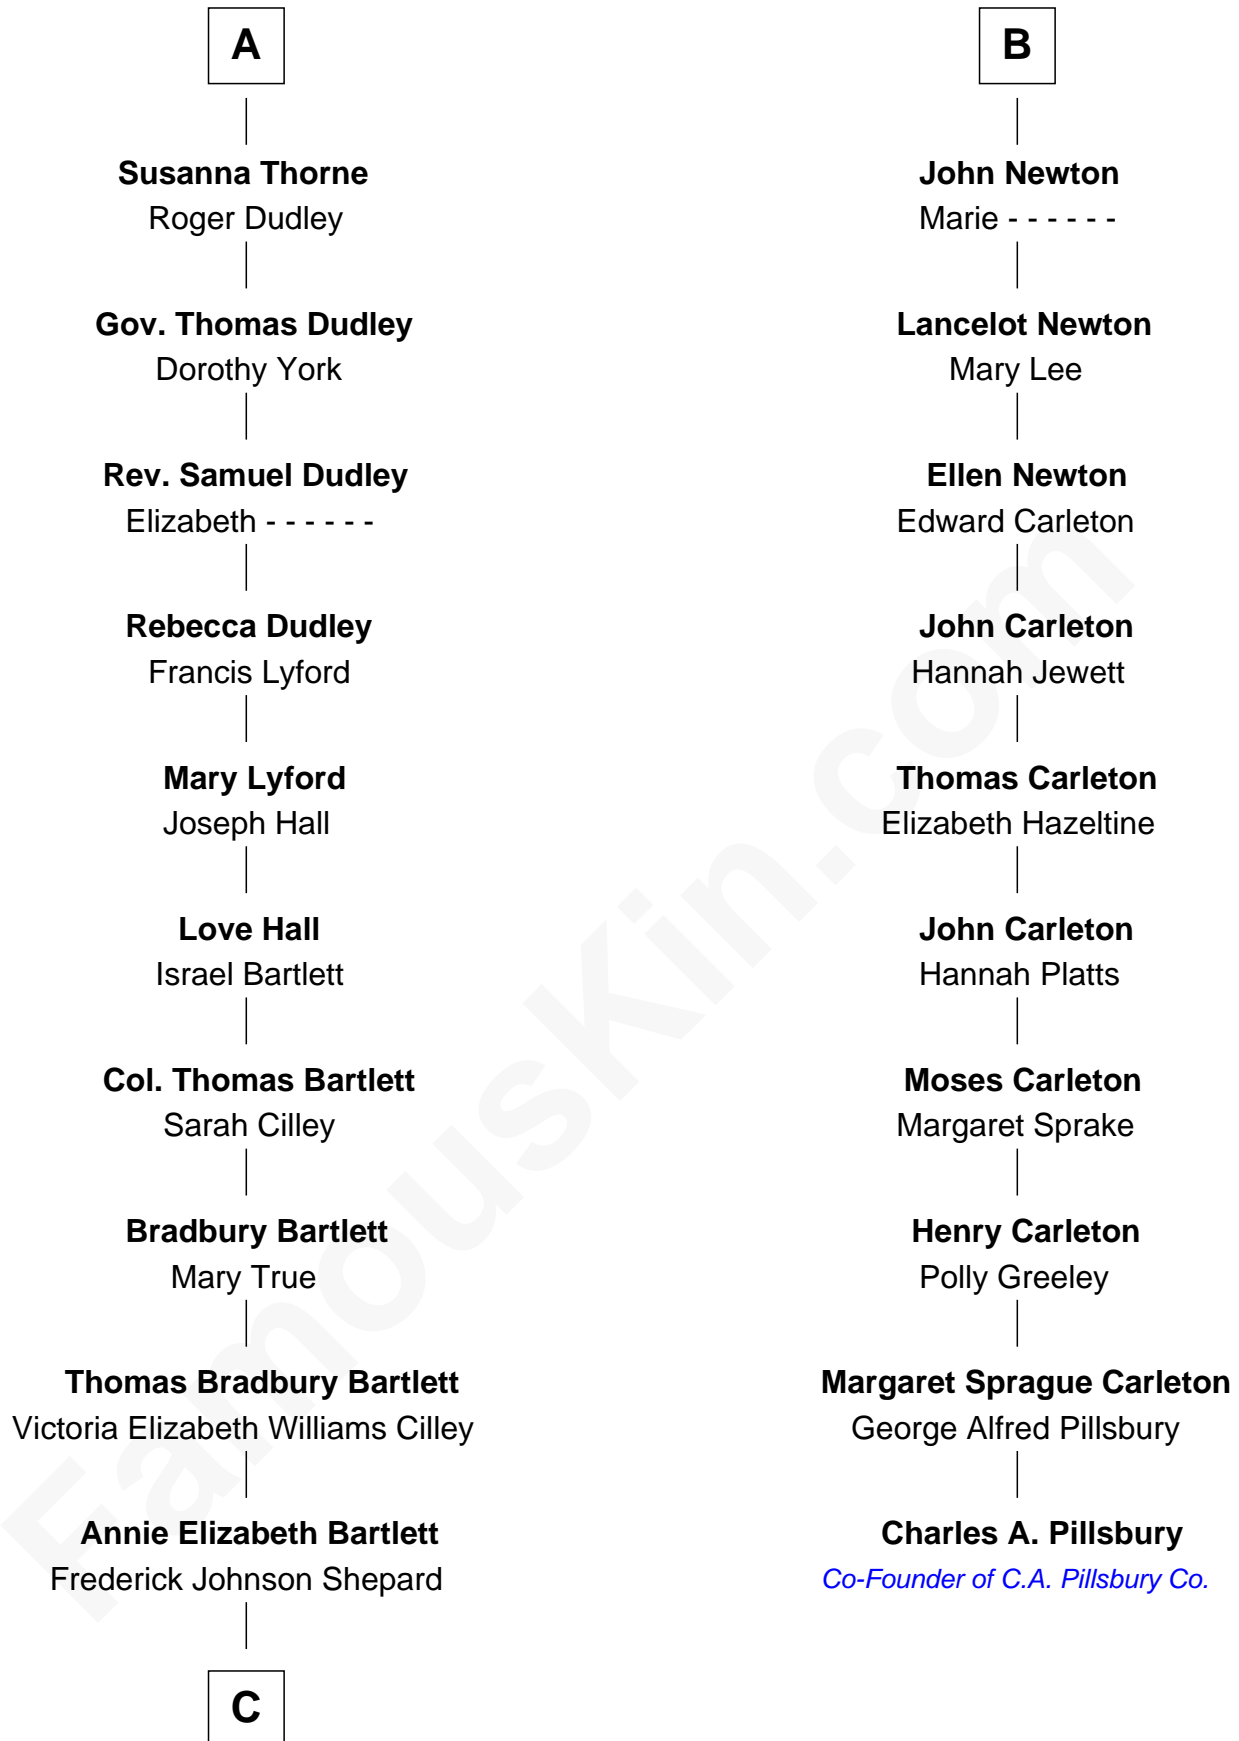 A
Susanna Thorne
Roger Dudley
Gov. Thomas Dudley
Dorothy York
Rev. Samuel Dudley
Elizabeth - - - - - -
Rebecca Dudley
Francis Lyford
Mary Lyford
Joseph Hall
Love Hall
Israel Bartlett
Col. Thomas Bartlett
Sarah Cilley
Bradbury Bartlett
Mary True
Thomas Bradbury Bartlett
Victoria Elizabeth Williams Cilley
Annie Elizabeth Bartlett
Frederick Johnson Shepard
C
B
John Newton
Marie - - - - - -
Lancelot Newton
Mary Lee
Ellen Newton
Edward Carleton
John Carleton
Hannah Jewett
Thomas Carleton
Elizabeth Hazeltine
John Carleton
Hannah Platts
Moses Carleton
Margaret Sprake
Henry Carleton
Polly Greeley
Margaret Sprague Carleton
George Alfred Pillsbury
Charles A. Pillsbury
Co-Founder of C.A. Pillsbury Co.
FamousKin.com